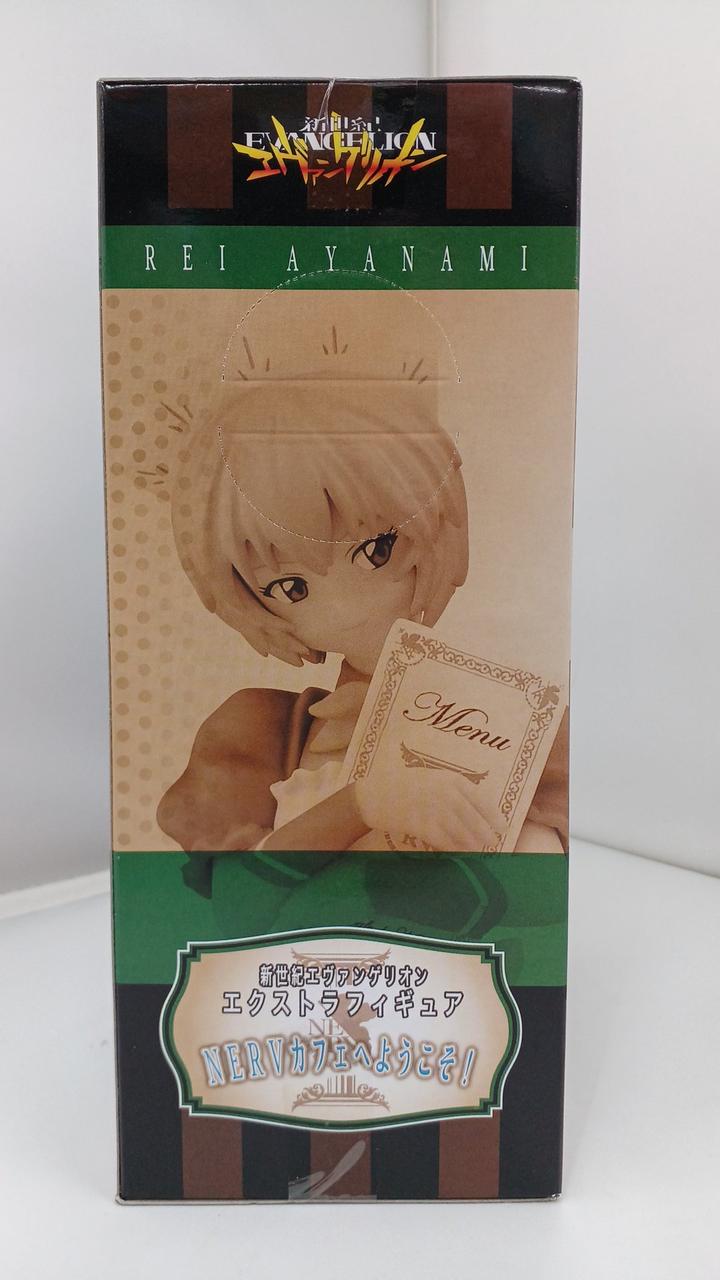 新世紀
EVANGELION
エヴァンゲリオン
REI AYANAMI
Menu
新世紀エヴァンゲリオン
エクストラフィギュア
NERVカフェへようこそ!